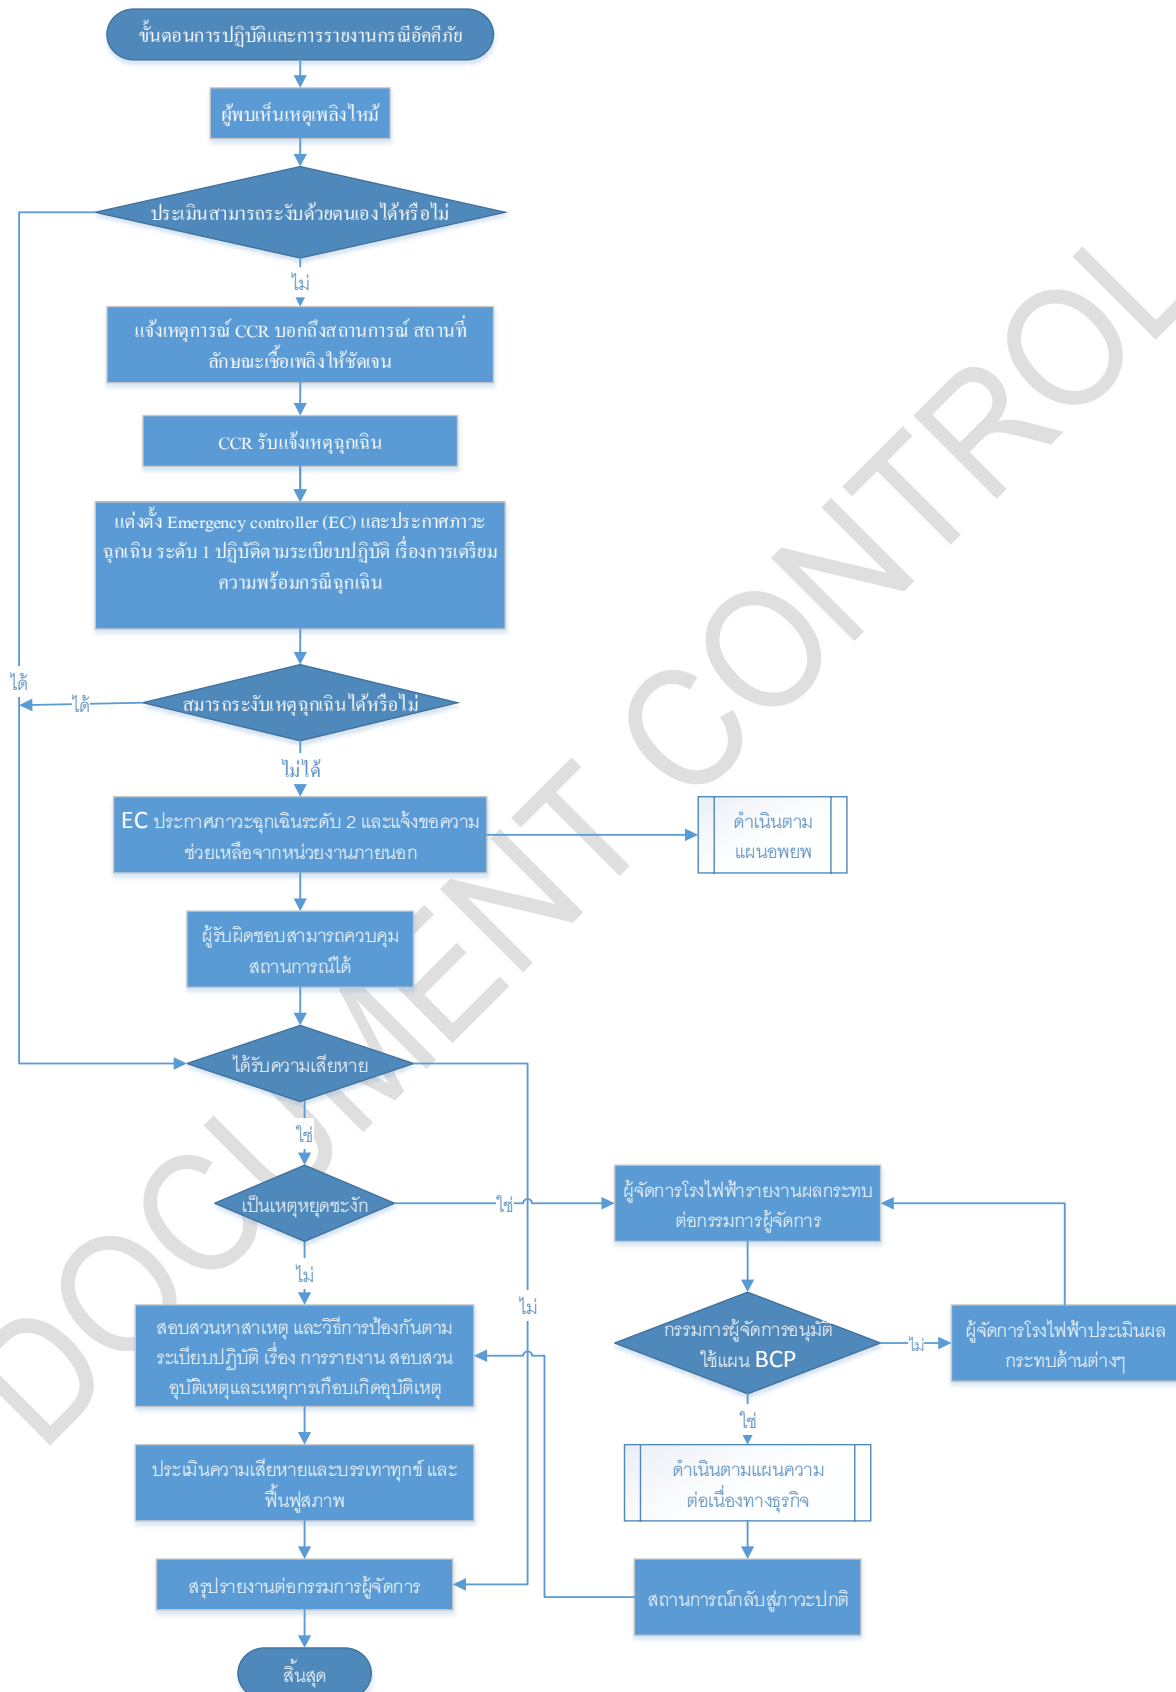 ขั้นตอนการปฏิบัติและการรายงานกรณีอัคคีภัย
ผู้พบเห็นเหตุเพลิงไหม้
ประเมินสามารถระงับด้วยตนเองได้หรือไม่
ไม่
แจ้งเหตุการณ์ CCR บอกถึงสถานการณ์ สถานที่
ลักษณะเชื้อเพลิงให้ชัดเจน
CCR รับแจ้งเหตุฉุกเฉิน
แต่งตั้ง Emergency controller (EC) และประกาศภาวะ
ฉุกเฉิน ระดับ 1 ปฏิบัติตามระเบียบปฏิบัติ เรื่องการเตรียม
ความพร้อมกรณีฉุกเฉิน
ได้
ได้
สมารถระงับเหตุฉุกเฉินได้หรือไม่
ไม่ได้
EC ประกาศภาวะฉุกเฉินระดับ 2 และแจ้งขอความ
ช่วยเหลือจากหน่วยงานภายนอก
ดำเนินตาม
แผนอพยพ
ผู้รับผิดชอบสามารถควบคุม
สถานการณ์ได้
ได้รับความเสียหาย
ใช่
เป็นเหตุหยุดชะงัก
ใช่
ผู้จัดการโรงไฟฟ้ารายงานผลกระทบ
ต่อกรรมการผู้จัดการ
ไม่
ไม่
สอบสวนหาสาเหตุ และวิธีการป้องกันตาม
ระเบียบปฏิบัติ เรื่อง การรายงาน สอบสวน
อุบัติเหตุและเหตุการเกือบเกิดอุบัติเหตุ
กรรมการผู้จัดการอนุมัติ
ใช้แผน BCP
ไม่
ผู้จัดการโรงไฟฟ้าประเมินผล
กระทบด้านต่างๆ
ใช่
ประเมินความเสียหายและบรรเทาทุกข์ และ
ฟื้นฟูสภาพ
ดำเนินตามแผนความ
ต่อเนื่องทางธุรกิจ
สรุปรายงานต่อกรรมการผู้จัดการ
สถานการณ์กลับสู่ภาวะปกติ
สิ้นสุด
DOCUMENT CONTROL